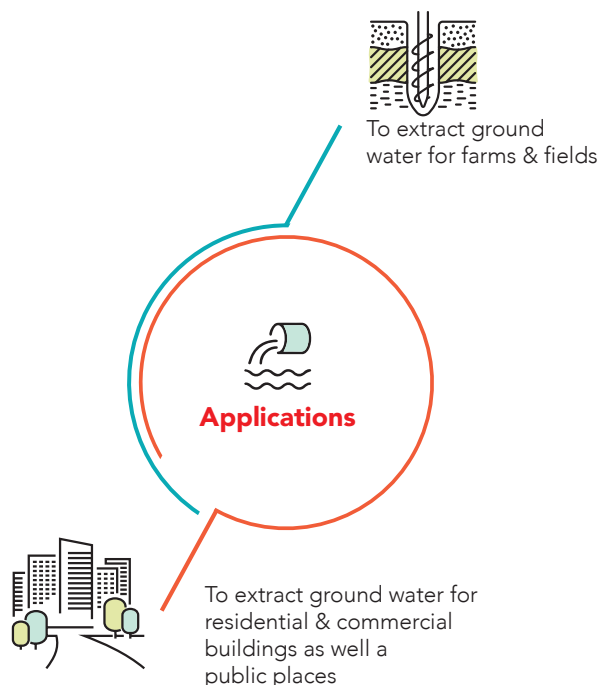 To extract ground
water for farms & fields
Applications
To extract ground water for
residential & commercial
buildings as well a
public places